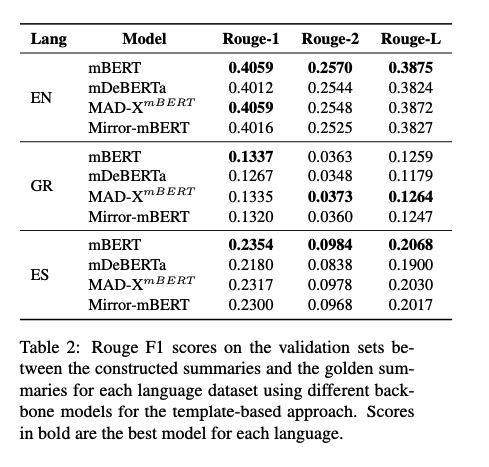 Lang Model Rouge-1 Rouge-2 Rouge-L
EN
mBERT 0.4059 0.2570 0.3875
mDeBERTa 0.4012 0.2544 0.3824
MAD-X^mBERT 0.4059 0.2548 0.3872
Mirror-mBERT 0.4016 0.2525 0.3827
GR
mBERT 0.1337 0.0363 0.1259
mDeBERTa 0.1267 0.0348 0.1179
MAD-X^mBERT 0.1335 0.0373 0.1264
Mirror-mBERT 0.1320 0.0360 0.1247
ES
mBERT 0.2354 0.0984 0.2068
mDeBERTa 0.2180 0.0838 0.1900
MAD-X^mBERT 0.2317 0.0978 0.2030
Mirror-mBERT 0.2300 0.0968 0.2017
Table 2: Rouge F1 scores on the validation sets be-
tween the constructed summaries and the golden sum-
maries for each language dataset using different back-
bone models for the template-based approach. Scores
in bold are the best model for each language.